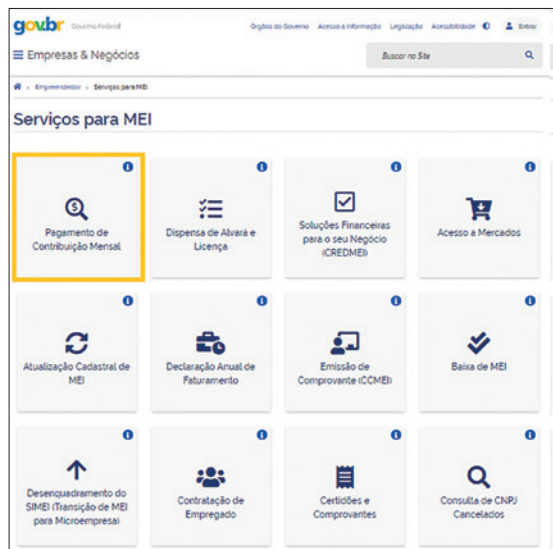 gov.br Governo Federal
Órgãos do Governo Acesso à Informação Legislação Acessibilidade Entrar
Empresas & Negócios
Buscar no Site
Empreendedor > Serviços para MEI
Serviços para MEI
Pagamento de
Contribuição Mensal
Dispensa de Alvará e
Licença
Soluções Financeiras
para o seu Negócio
(CREDMEI)
Acesso a Mercados
Atualização Cadastral de
MEI
Declaração Anual de
Faturamento
Emissão de
Comprovante (CCMEI)
Baixa de MEI
Desenquadramento do
SIMEI (Transição de MEI
para Microempresa)
Contratação de
Empregado
Certidões e
Comprovantes
Consulta de CNPJ
Cancelados